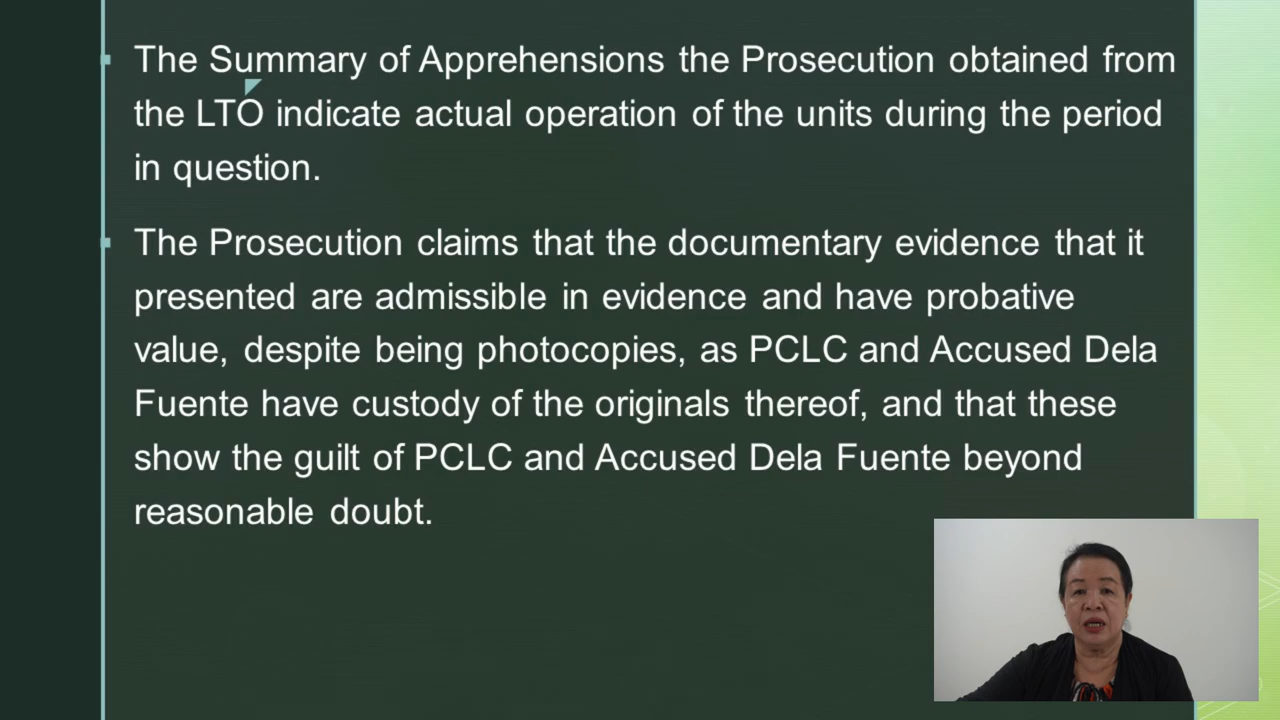 The Summary of Apprehensions the Prosecution obtained from
the LTO indicate actual operation of the units during the period
in question.
The Prosecution claims that the documentary evidence that it
presented are admissible in evidence and have probative
value, despite being photocopies, as PCLC and Accused Dela
Fuente have custody of the originals thereof, and that these
show the guilt of PCLC and Accused Dela Fuente beyond
reasonable doubt.